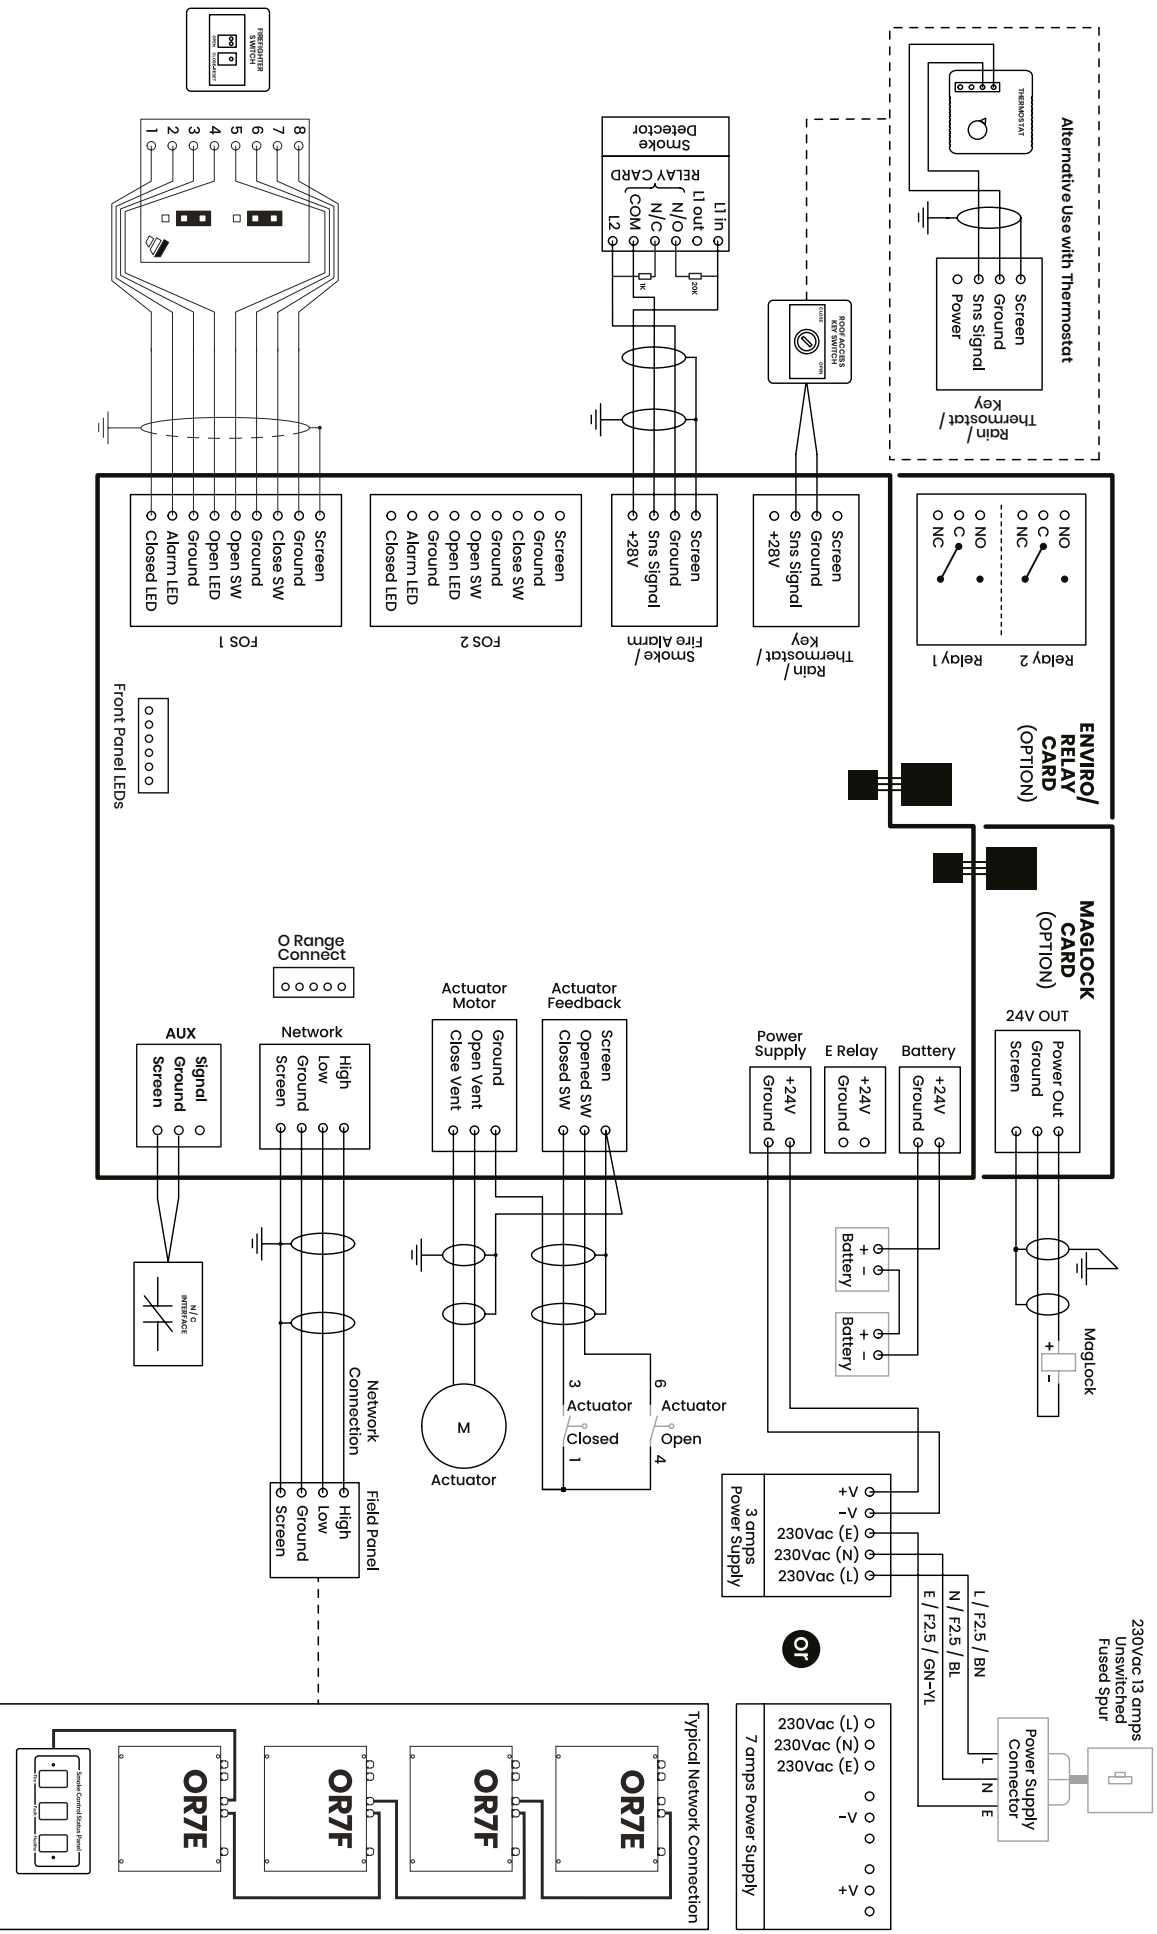 FIREFIGHTER
SWITCH
OPEN
CLOSE+RESET
1
2
3
4
5
6
7
8
Smoke
Detector
RELAY CARD
L2
COM
N/C
N/O
L1 out
L1 in
1K
20K
ROOF ACCESS
KEY SWITCH
CLOSE
OPEN
Alternative Use with Thermostat
THERMOSTAT
Screen
Ground
Sns Signal
Power
Rain/
Thermostat/
Key
Closed LED
Alarm LED
Ground
Open LED
Open SW
Ground
Close SW
Ground
Screen
FOS 1
Closed LED
Alarm LED
Ground
Open LED
Open SW
Ground
Close SW
Ground
Screen
FOS 2
+28V
Sns Signal
Ground
Screen
Smoke/
Fire Alarm
+28V
Sns Signal
Ground
Screen
Rain/
Thermostat/
Key
NC
C
NO
NC
C
NO
Relay 1
Relay 2
ENVIRO/
RELAY
CARD
(OPTION)
Front Panel LEDs
MAGLOCK
CARD
(OPTION)
24V OUT
Screen
Ground
Power Out
O Range
Connect
AUX
Screen
Ground
Signal
Network
Screen
Ground
Low
High
Actuator
Motor
Close Vent
Open Vent
Ground
Actuator
Feedback
Closed SW
Opened SW
Screen
Power
Supply
Ground
+24V
E Relay
Ground
+24V
Battery
Ground
+24V
N/C
INTERFACE
Battery
+
-
Battery
+
-
MagLock
+
-
Network
Connection
M
Actuator
3
Actuator
Closed
1
6
Actuator
Open
4
Field Panel
Screen
Ground
Low
High
3 amps
Power Supply
+V
-V
230Vac (E)
230Vac (N)
230Vac (L)
L / F2.5 / BN
N / F2.5 / BL
E / F2.5 / GN-YL
or
230Vac 13 amps
Unswitched
Fused Spur
Power Supply
Connector
L
N
E
7 amps Power Supply
230Vac (L)
230Vac (N)
230Vac (E)
-V
+V
Typical Network Connection
OR7E
OR7F
OR7F
OR7E
Smoke Control Status Panel
Fire
Fault
Healthy